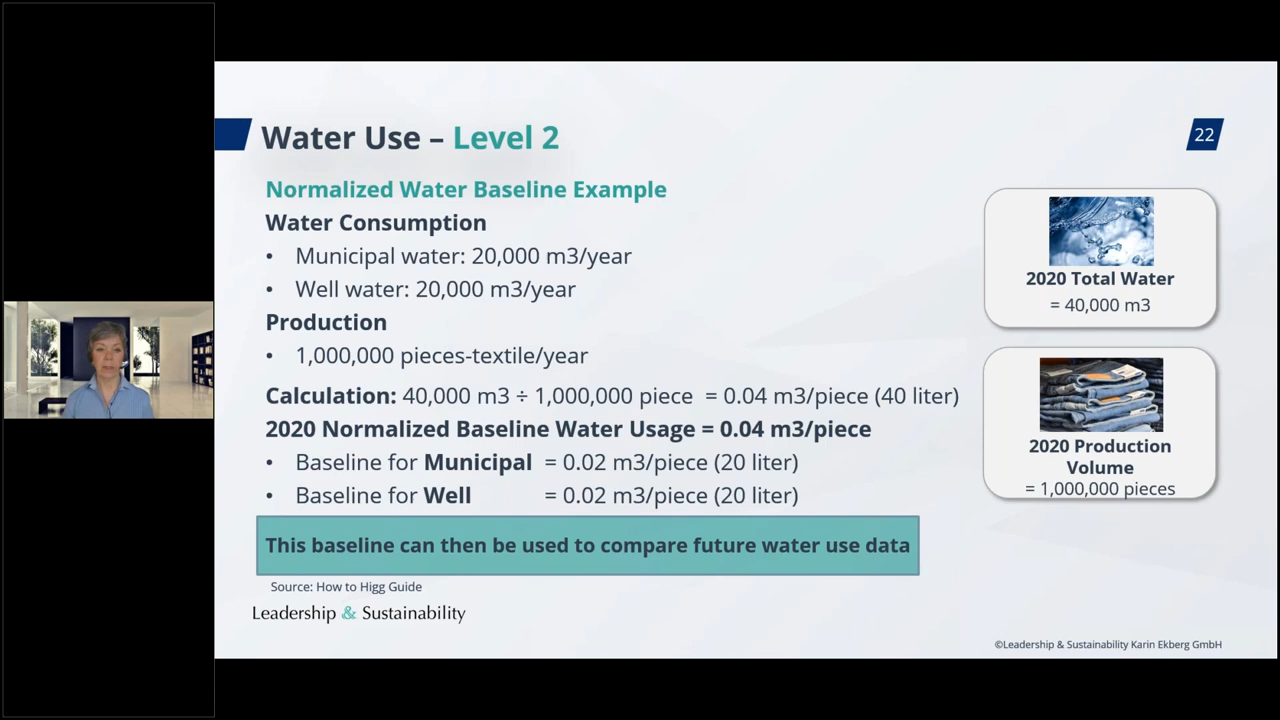 Water Use – Level 2
22
Normalized Water Baseline Example
Water Consumption
• Municipal water: 20,000 m3/year
• Well water: 20,000 m3/year
Production
• 1,000,000 pieces-textile/year
Calculation: 40,000 m3 ÷ 1,000,000 piece = 0.04 m3/piece (40 liter)
2020 Normalized Baseline Water Usage = 0.04 m3/piece
• Baseline for Municipal = 0.02 m3/piece (20 liter)
• Baseline for Well = 0.02 m3/piece (20 liter)
This baseline can then be used to compare future water use data
Source: How to Higg Guide
Leadership & Sustainability
2020 Total Water
= 40,000 m3
2020 Production
Volume
= 1,000,000 pieces
©Leadership & Sustainability Karin Ekberg GmbH